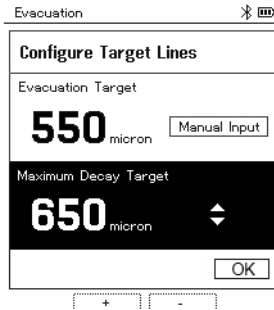 Evacuation
Configure Target Lines
Evacuation Target
550 micron
Manual Input
Maximum Decay Target
650 micron
OK
+ -